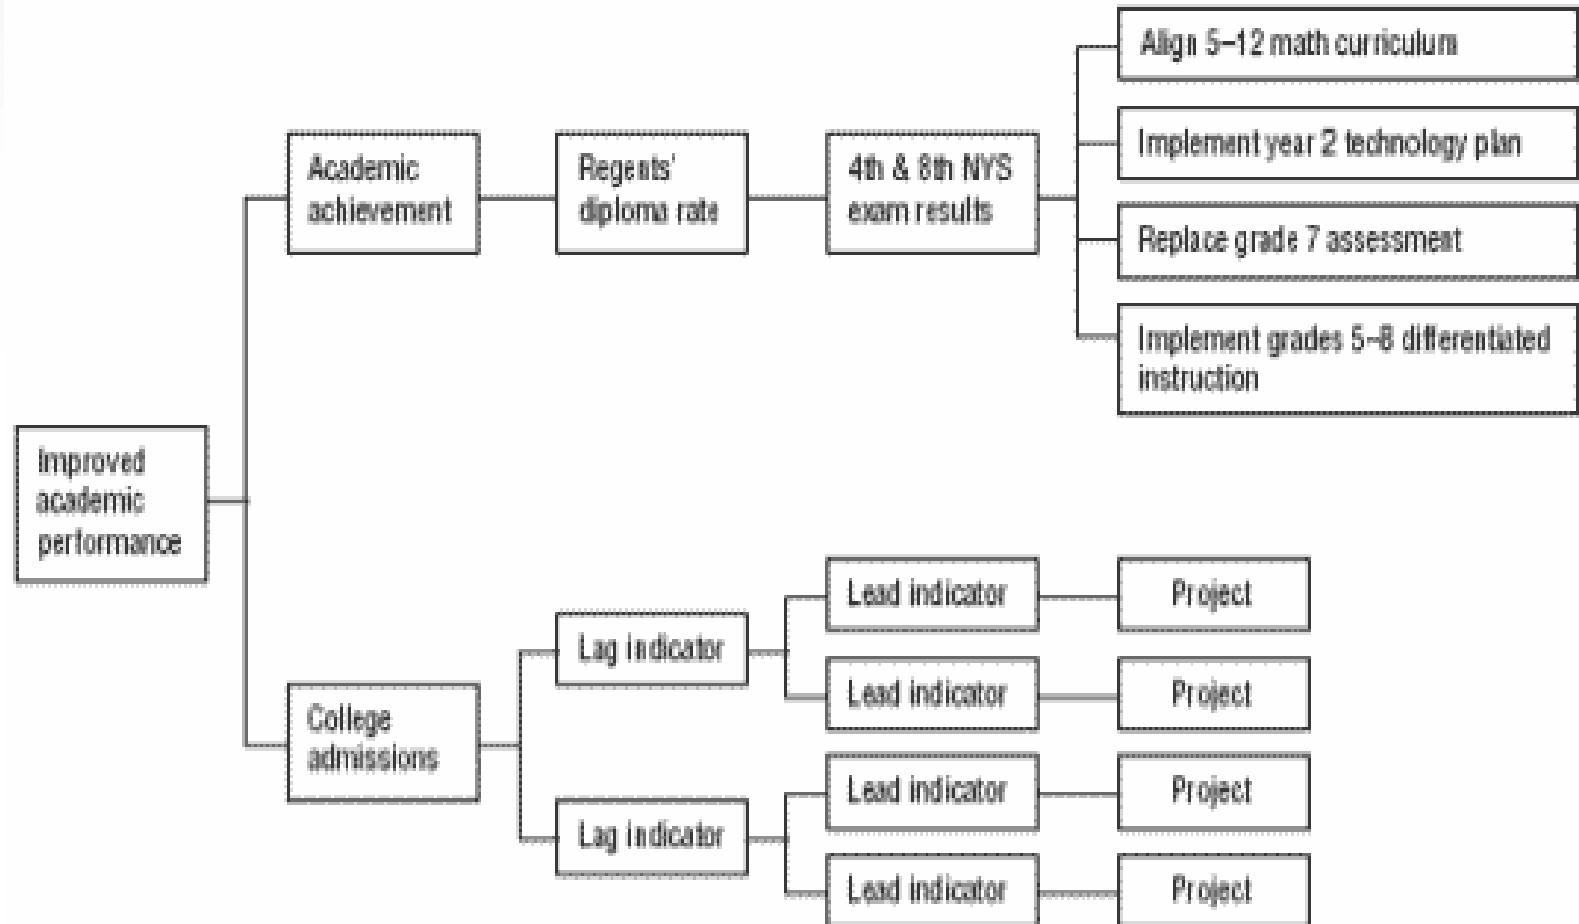 Align 5–12 math curriculum
Implement year 2 technology plan
Replace grade 7 assessment
Implement grades 5–8 differentiated
instruction
Academic
achievement
Regents'
diploma rate
4th & 8th NYS
exam results
Improved
academic
performance
College
admissions
Lag indicator
Lead indicator
Project
Lead indicator
Project
Lag indicator
Lead indicator
Project
Lead indicator
Project